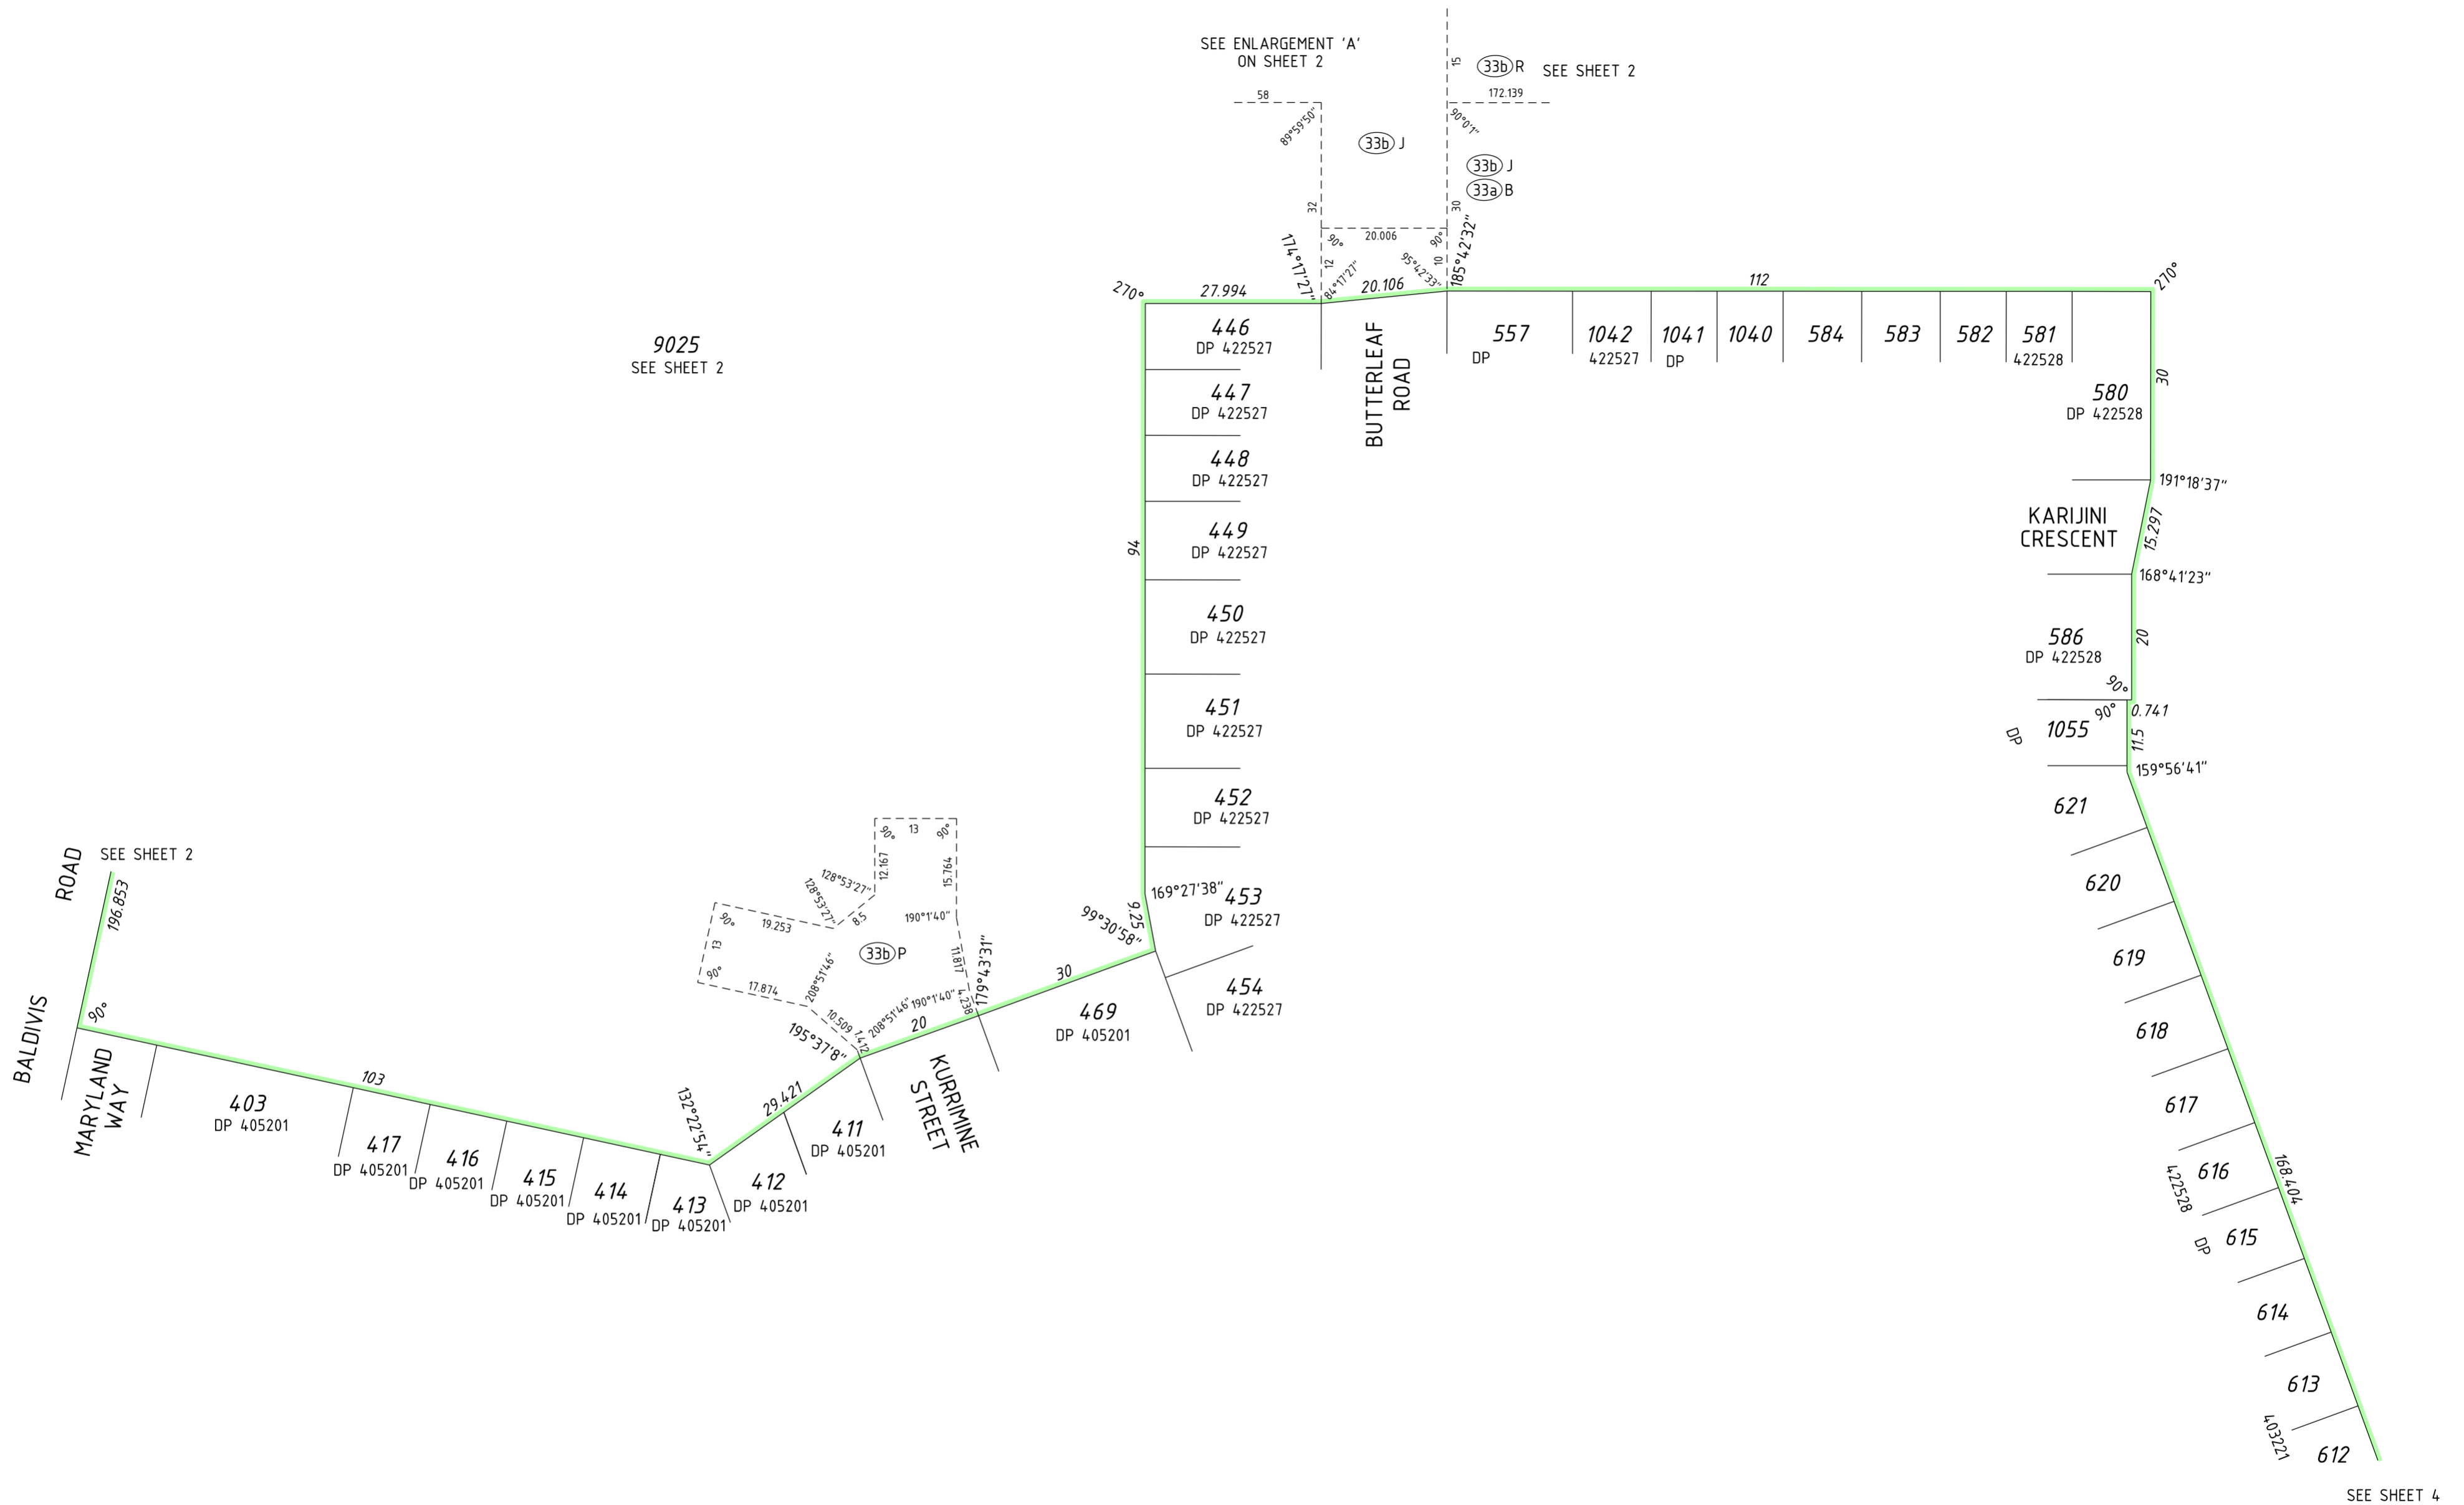 SEE ENLARGEMENT 'A'
ON SHEET 2
15
33b R
SEE SHEET 2
58
172.139
89°59'50"
90°0'1"
33b J
33b J
33a B
32
30
20.006
90°
90°
12
10
174°17'27"
84°17'27"
95°42'33"
185°42'32"
270°
27.994
20.106
112
270°
9025
SEE SHEET 2
446
DP 422527
447
DP 422527
448
DP 422527
449
DP 422527
450
DP 422527
451
DP 422527
452
DP 422527
453
DP 422527
454
DP 422527
94
BUTTERLEAF
ROAD
557
DP
1042
422527
1041
DP
1040
584
583
582
581
422528
580
DP 422528
30
191°18'37"
KARIJINI
CRESCENT
15.297
168°41'23"
586
DP 422528
20
90°
90°
0.741
1055
DP
11.5
159°56'41"
621
620
619
618
617
616
422528
615
DP
614
613
403221
612
168.404
SEE SHEET 4
169°27'38"
9.25
99°30'58"
30
469
DP 405201
179°43'31"
90°
13
90°
12.167
15.764
128°53'27"
128°53'27"
8.5
190°1'40"
19.253
90°
13
90°
17.874
33b P
208°51'46"
11.817
10.509
1.412
208°51'46"
190°1'40"
4.238
195°37'8"
20
KURRIMINE
STREET
29.421
132°22'54"
411
DP 405201
412
DP 405201
413
DP 405201
414
DP 405201
415
DP 405201
416
DP 405201
417
DP 405201
403
DP 405201
103
MARYLAND
WAY
90°
BALDIVIS
ROAD
SEE SHEET 2
196.853